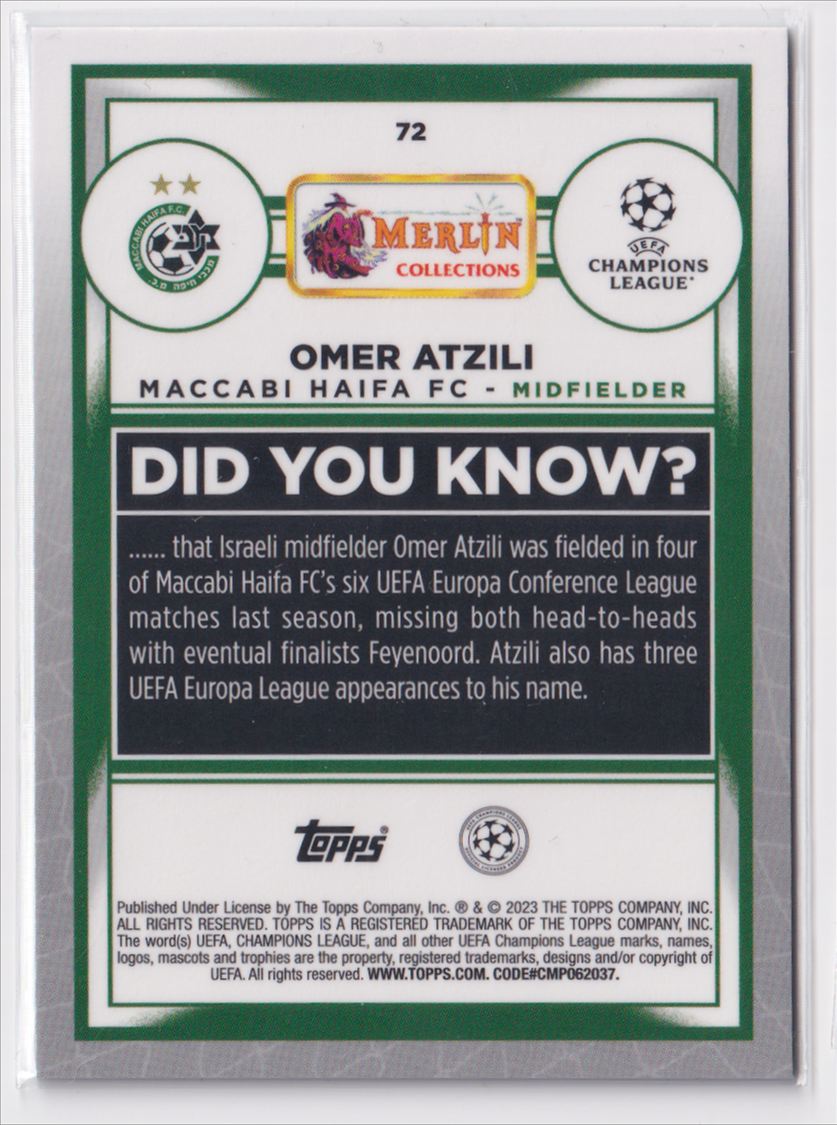 72
MACCABI HAIFA F.C.
מכבי חיפה מ.כ.
MERLIN™
COLLECTIONS
UEFA
CHAMPIONS
LEAGUE®
OMER ATZILI
MACCABI HAIFA FC - MIDFIELDER
DID YOU KNOW?
...... that Israeli midfielder Omer Atzili was fielded in four
of Maccabi Haifa FC’s six UEFA Europa Conference League
matches last season, missing both head-to-heads
with eventual finalists Feyenoord. Atzili also has three
UEFA Europa League appearances to his name.
Topps®
Published Under License by The Topps Company, Inc. ® & © 2023 THE TOPPS COMPANY, INC.
ALL RIGHTS RESERVED. TOPPS IS A REGISTERED TRADEMARK OF THE TOPPS COMPANY, INC.
The word(s) UEFA, CHAMPIONS LEAGUE, and all other UEFA Champions League marks, names,
logos, mascots and trophies are the property, registered trademarks, designs and/or copyright of
UEFA. All rights reserved. WWW.TOPPS.COM. CODE#CMP062037.